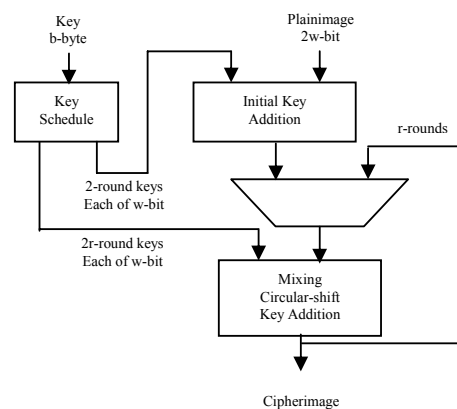 Key
b-byte
Plainimage
2w-bit
Key
Schedule
Initial Key
Addition
r-rounds
2-round keys
Each of w-bit
2r-round keys
Each of w-bit
Mixing
Circular-shift
Key Addition
Cipherimage